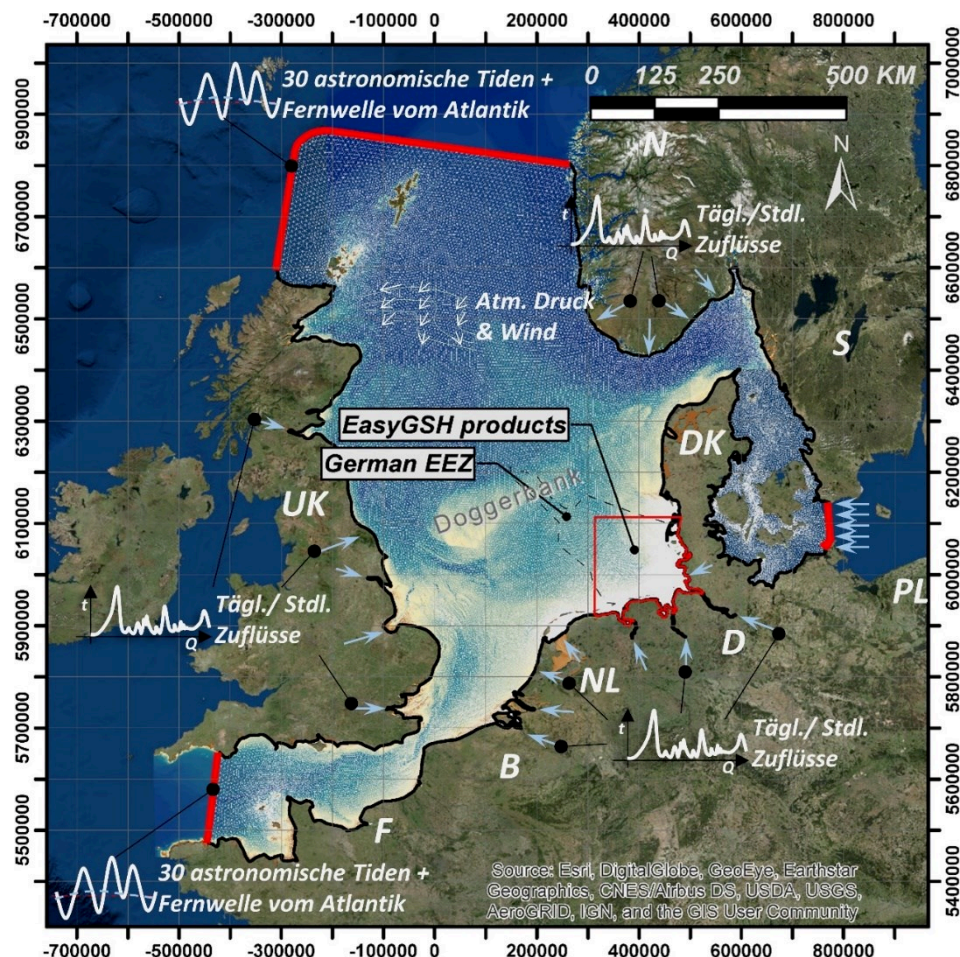 -700000 -500000 -300000 -100000 0 200000 400000 600000 800000
30 astronomische Tiden +
Fernwelle vom Atlantik
0 125 250 500 KM
N
N
t
Q
Tägl./Stdl.
Zuflüsse
Atm. Druck
& Wind
S
EasyGSH products
German EEZ
DK
UK
Doggerbank
PL
t
Q
Tägl./ Stdl.
Zuflüsse
D
NL
t
Q
Tägl./ Stdl.
Zuflüsse
B
F
30 astronomische Tiden +
Fernwelle vom Atlantik
Source: Esri, DigitalGlobe, GeoEye, Earthstar
Geographics, CNES/Airbus DS, USDA, USGS,
AeroGRID, IGN, and the GIS User Community
-700000 -500000 -300000 -100000 0 200000 400000 600000 800000
6900000
6700000
6500000
6300000
6100000
5900000
5700000
5500000
7000000
6800000
6600000
6400000
6200000
6000000
5800000
5600000
5400000